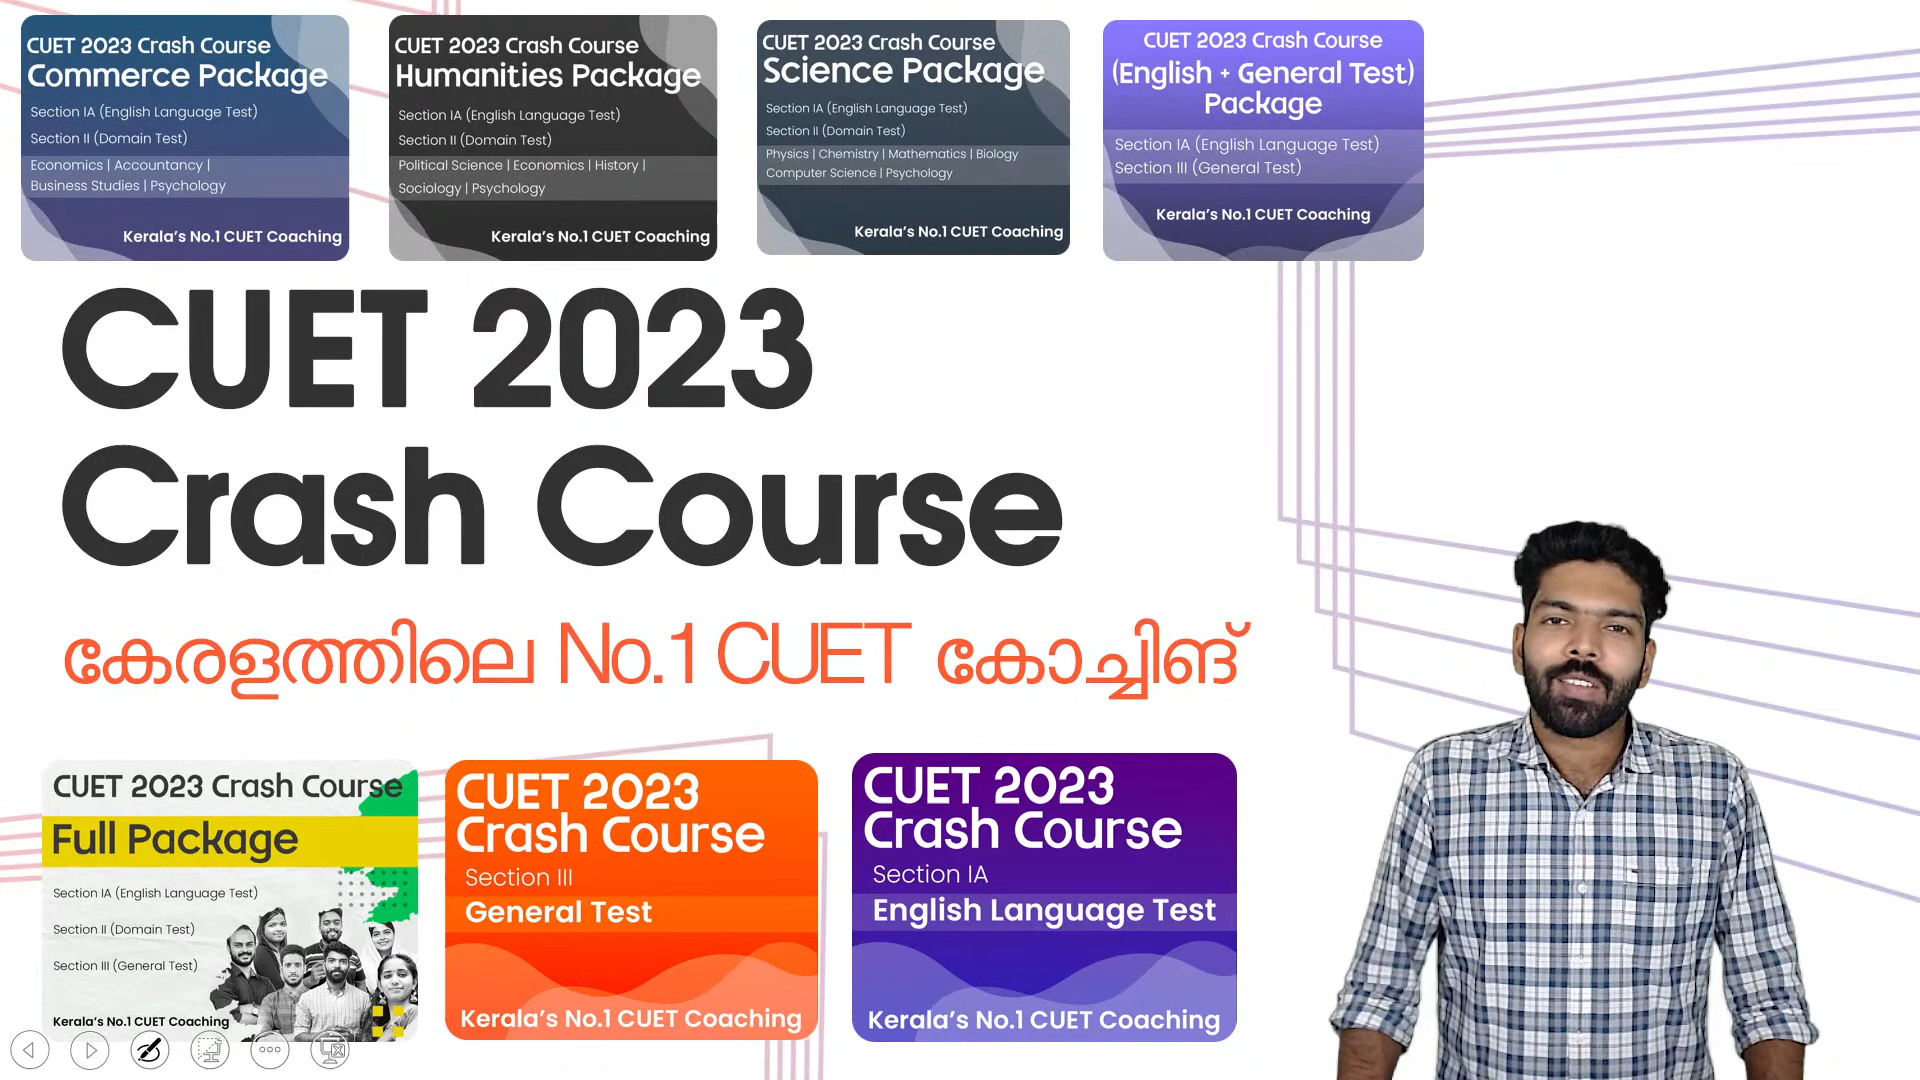 CUET 2023 Crash Course
Commerce Package
Section IA (English Language Test)
Section II (Domain Test)
Economics | Accountancy |
Business Studies | Psychology
Kerala's No.1 CUET Coaching
CUET 2023 Crash Course
Humanities Package
Section IA (English Language Test)
Section II (Domain Test)
Political Science | Economics | History |
Sociology | Psychology
Kerala's No.1 CUET Coaching
CUET 2023 Crash Course
Science Package
Section IA (English Language Test)
Section II (Domain Test)
Physics | Chemistry | Mathematics | Biology
Computer Science | Psychology
Kerala's No.1 CUET Coaching
CUET 2023 Crash Course
(English + General Test)
Package
Section IA (English Language Test)
Section III (General Test)
Kerala's No.1 CUET Coaching
CUET 2023
Crash Course
കേരളത്തിലെ No.1 CUET കോച്ചിങ്
CUET 2023 Crash Course
Full Package
Section IA (English Language Test)
Section II (Domain Test)
Section III (General Test)
Kerala's No.1 CUET Coaching
CUET 2023
Crash Course
Section III
General Test
Kerala's No.1 CUET Coaching
CUET 2023
Crash Course
Section IA
English Language Test
Kerala's No.1 CUET Coaching